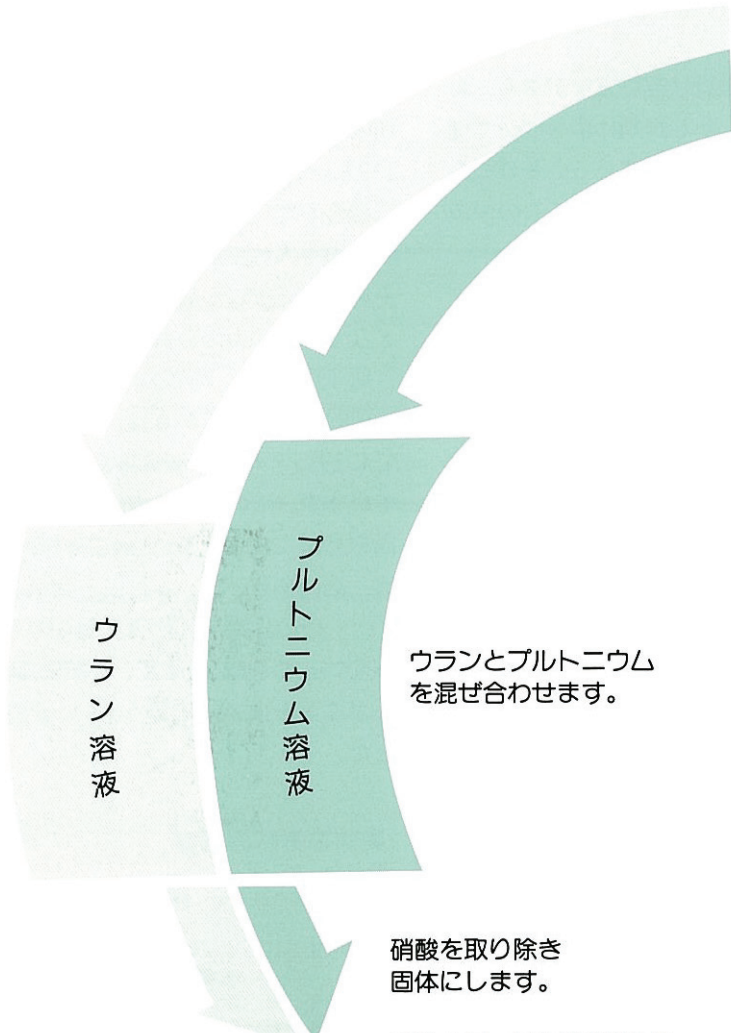 ウラン溶液
プルトニウム溶液
ウランとプルトニウム
を混ぜ合わせます。
硝酸を取り除き
固体にします。